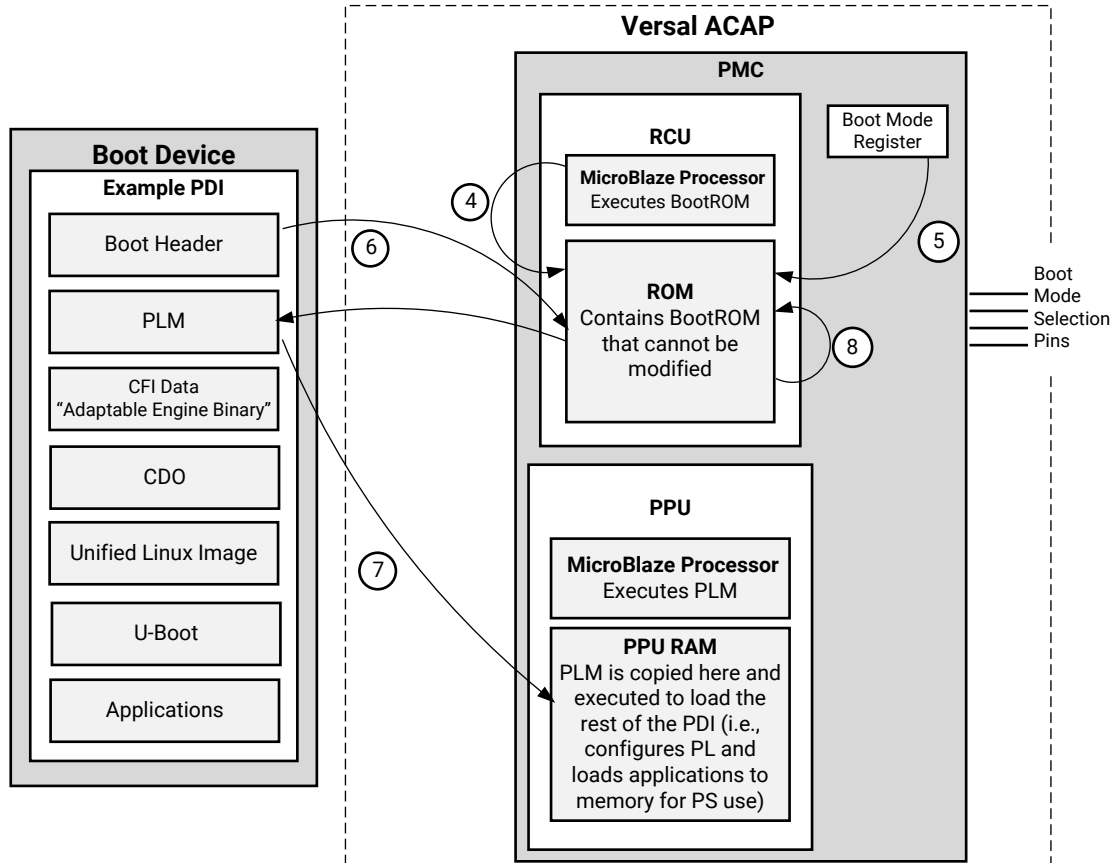 Versal ACAP
PMC
Boot Device
Example PDI
Boot Header
PLM
CFI Data
“Adaptable Engine Binary”
CDO
Unified Linux Image
U-Boot
Applications
RCU
MicroBlaze Processor
Executes BootROM
ROM
Contains BootROM
that cannot be
modified
Boot Mode
Register
4
5
6
7
8
Boot
Mode
Selection
Pins
PPU
MicroBlaze Processor
Executes PLM
PPU RAM
PLM is copied here and
executed to load the
rest of the PDI (i.e.,
configures PL and
loads applications to
memory for PS use)